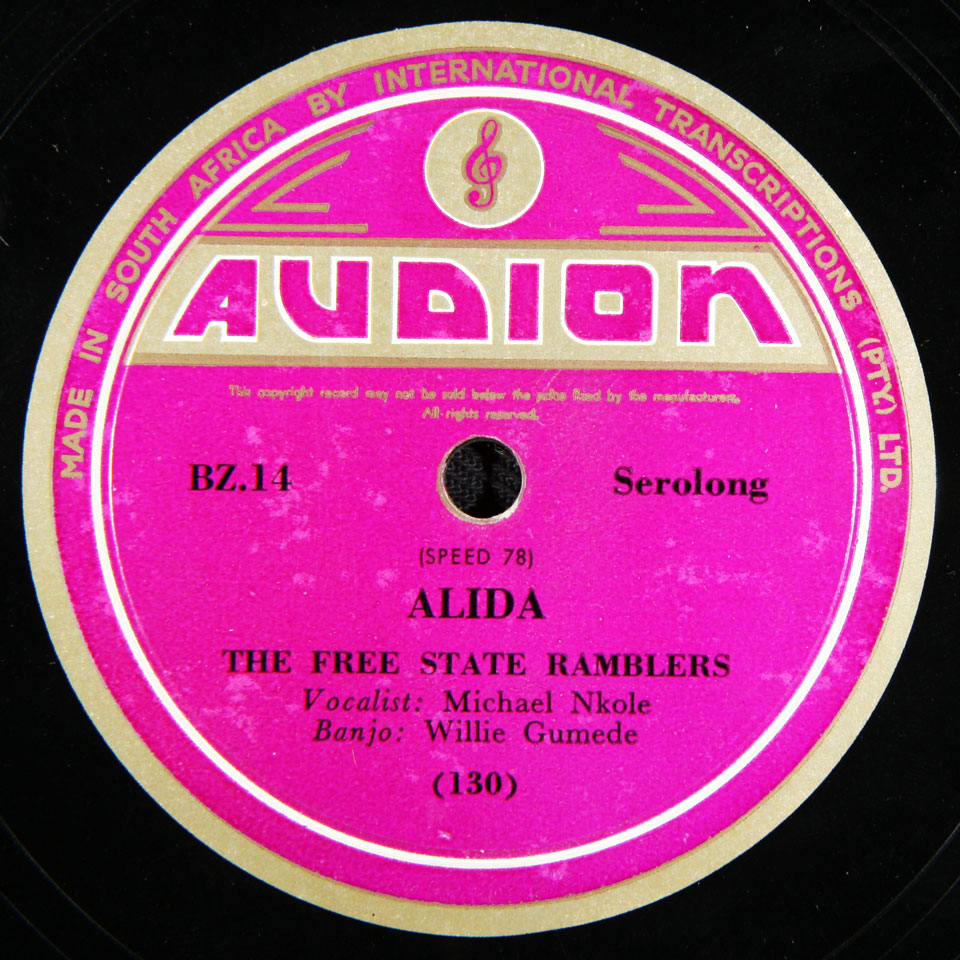 MADE IN SOUTH AFRICA BY INTERNATIONAL TRANSCRIPTIONS (PTY.) LTD.
AUDION
This copyright record may not be sold below the price fixed by the manufacturers.
All rights reserved.
BZ.14
Serolong
(SPEED 78)
ALIDA
THE FREE STATE RAMBLERS
Vocalist: Michael Nkole
Banjo: Willie Gumede
(130)